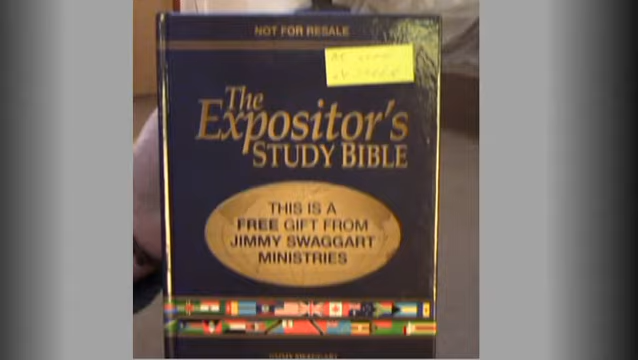 NOT FOR RESALE
The
Expositor's
STUDY BIBLE
THIS IS A
FREE GIFT FROM
JIMMY SWAGGART
MINISTRIES